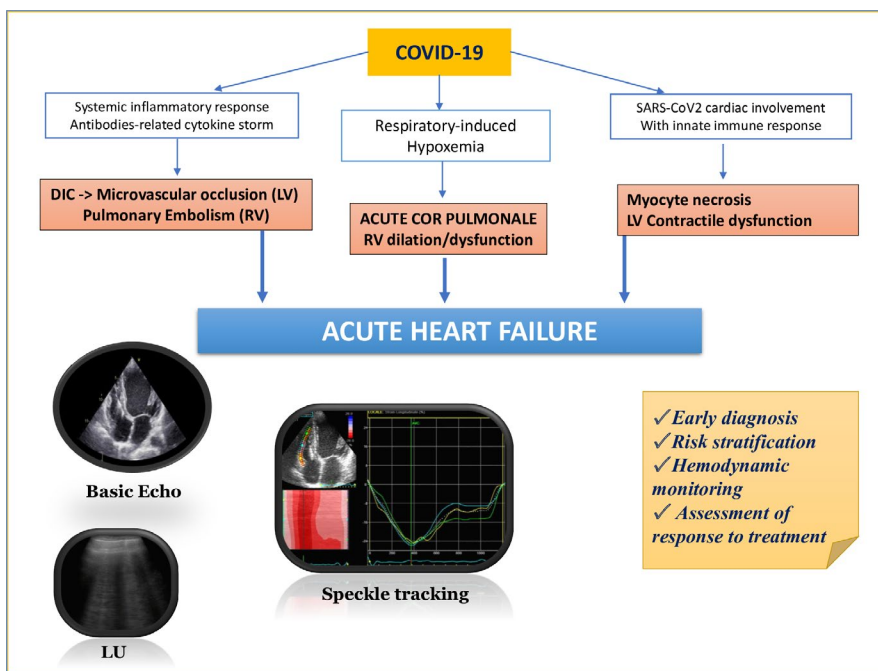 COVID-19
Systemic inflammatory response
Antibodies-related cytokine storm
Respiratory-induced
Hypoxemia
SARS-CoV2 cardiac involvement
With innate immune response
DIC -> Microvascular occlusion (LV)
Pulmonary Embolism (RV)
ACUTE COR PULMONALE
RV dilation/dysfunction)
Myocyte necrosis
LV Contractile dysfunction)
ACUTE HEART FAILURE
Basic Echo
LU
Speckle tracking
✓ Early diagnosis
✓ Risk stratification
✓ Hemodynamic
monitoring
✓ Assessment of
response to treatment